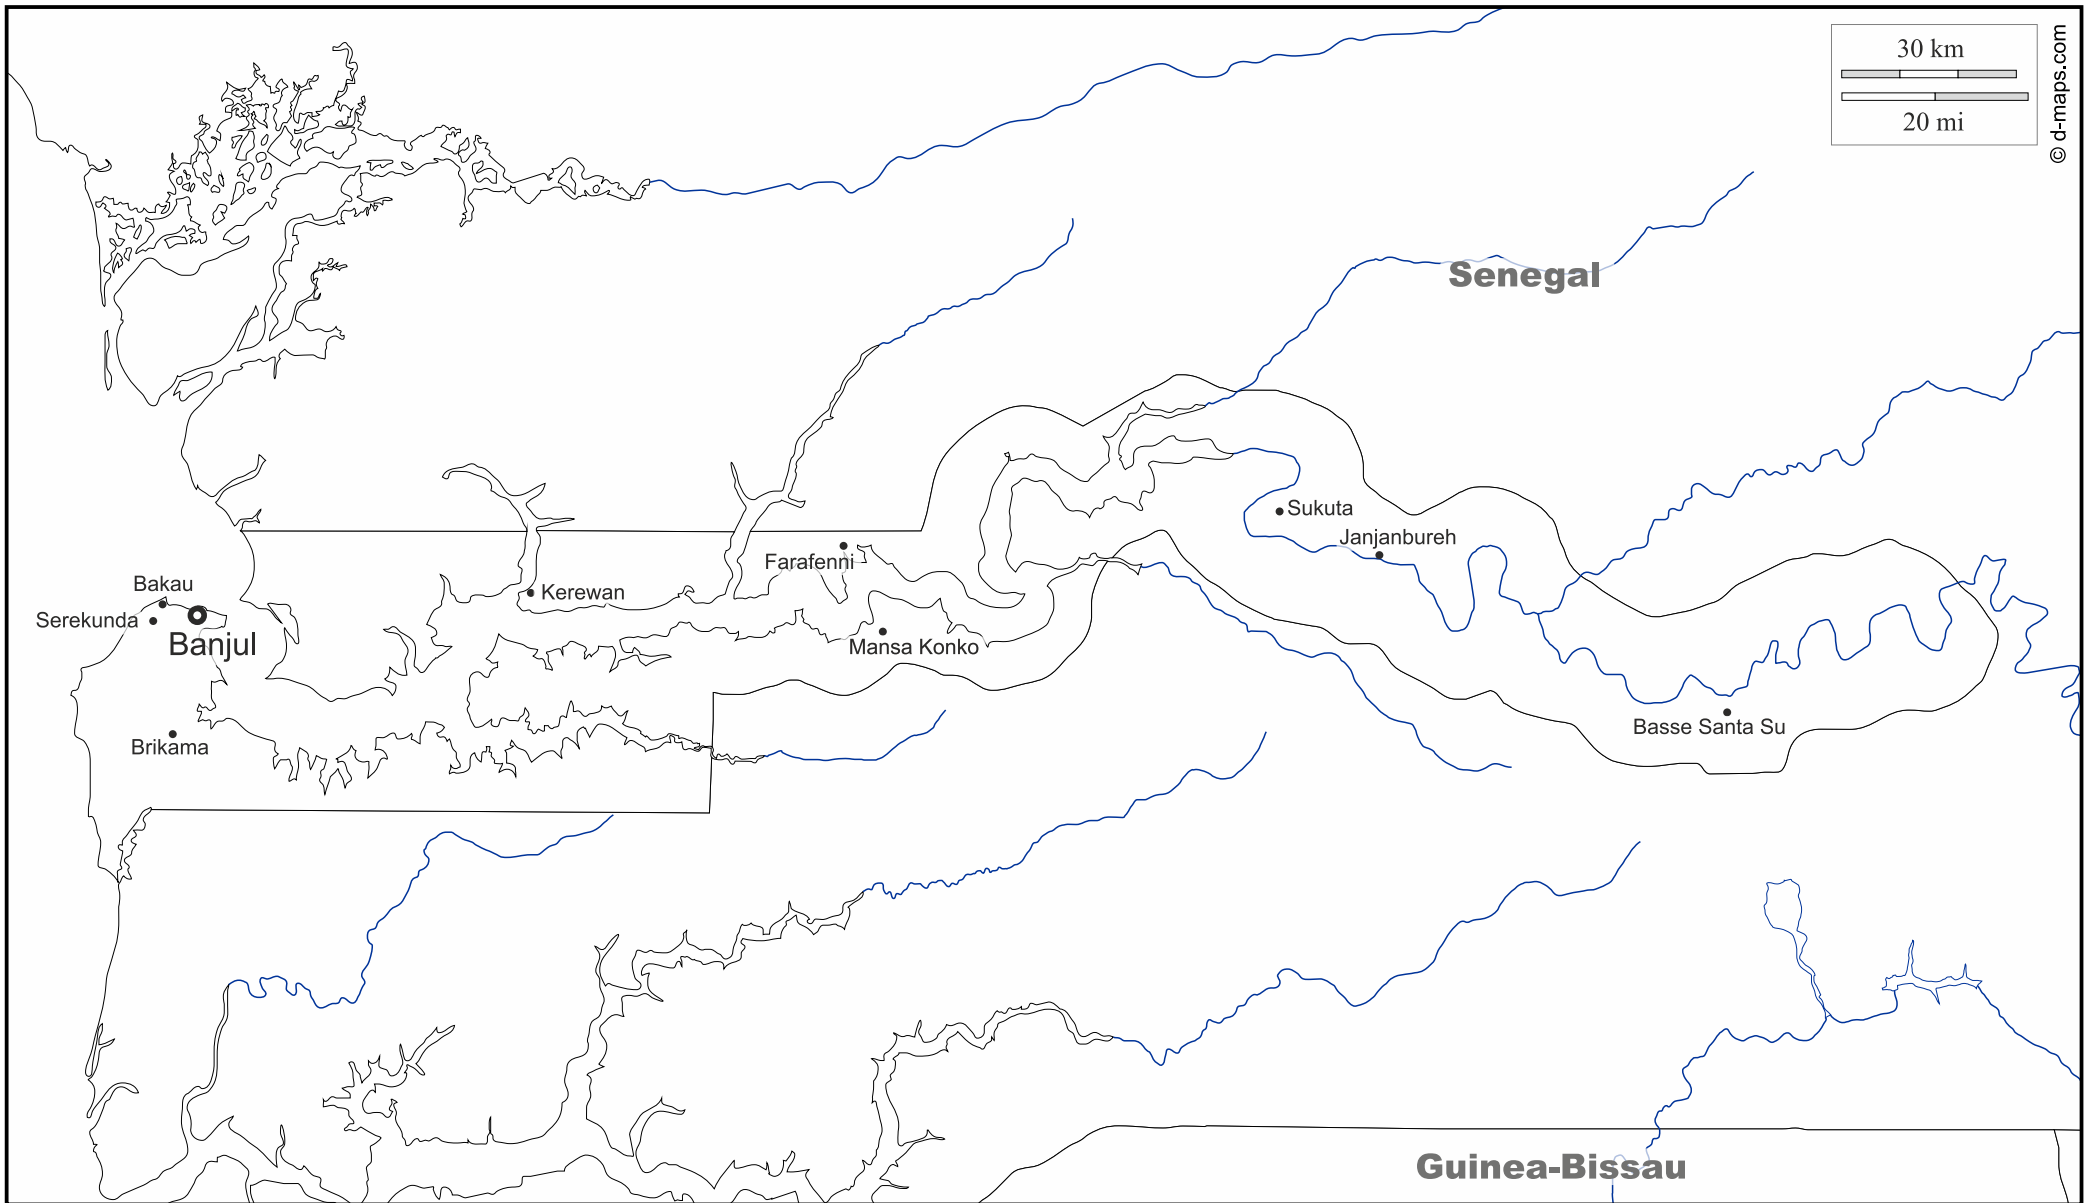 30 km
20 mi
© d-maps.com
Senegal
Sukuta
Janjanbureh
Farafenni
Bakau
Kerewan
Serekunda
Banjul
Mansa Konko
Basse Santa Su
Brikama
Guinea-Bissau